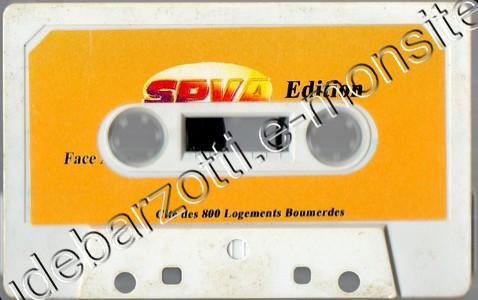 SPVA Edition
Face
Cité des 800 Logements Boumerdes
udebarzotti.e-monsite